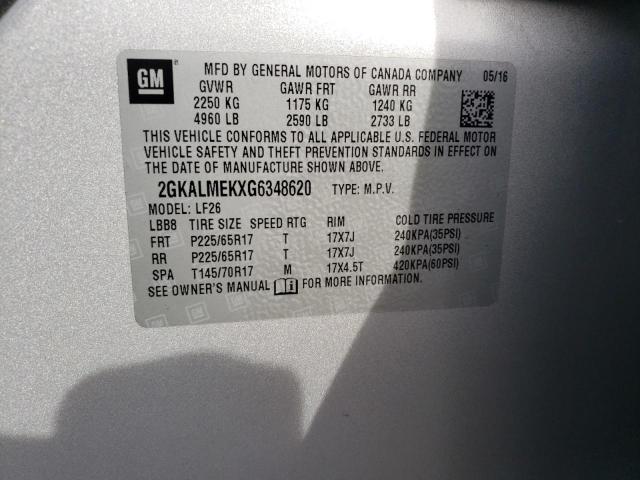 GM
MFD BY GENERAL MOTORS OF CANADA COMPANY 05/16
GVWR GAWR FRT GAWR RR
2250 KG 1175 KG 1240 KG
4960 LB 2590 LB 2733 LB
THIS VEHICLE CONFORMS TO ALL APPLICABLE U.S. FEDERAL MOTOR
VEHICLE SAFETY AND THEFT PREVENTION STANDARDS IN EFFECT ON
THE DATE OF MANUFACTURE SHOWN ABOVE.
2GKALMEKXG6348620 TYPE: M.P.V.
MODEL: LF26
LBB8 TIRE SIZE SPEED RTG RIM COLD TIRE PRESSURE
FRT P225/65R17 T 17X7J 240KPA(35PSI)
RR P225/65R17 T 17X7J 240KPA(35PSI)
SPA T145/70R17 M 17X4.5T 420KPA(60PSI)
SEE OWNER'S MANUAL FOR MORE INFORMATION.